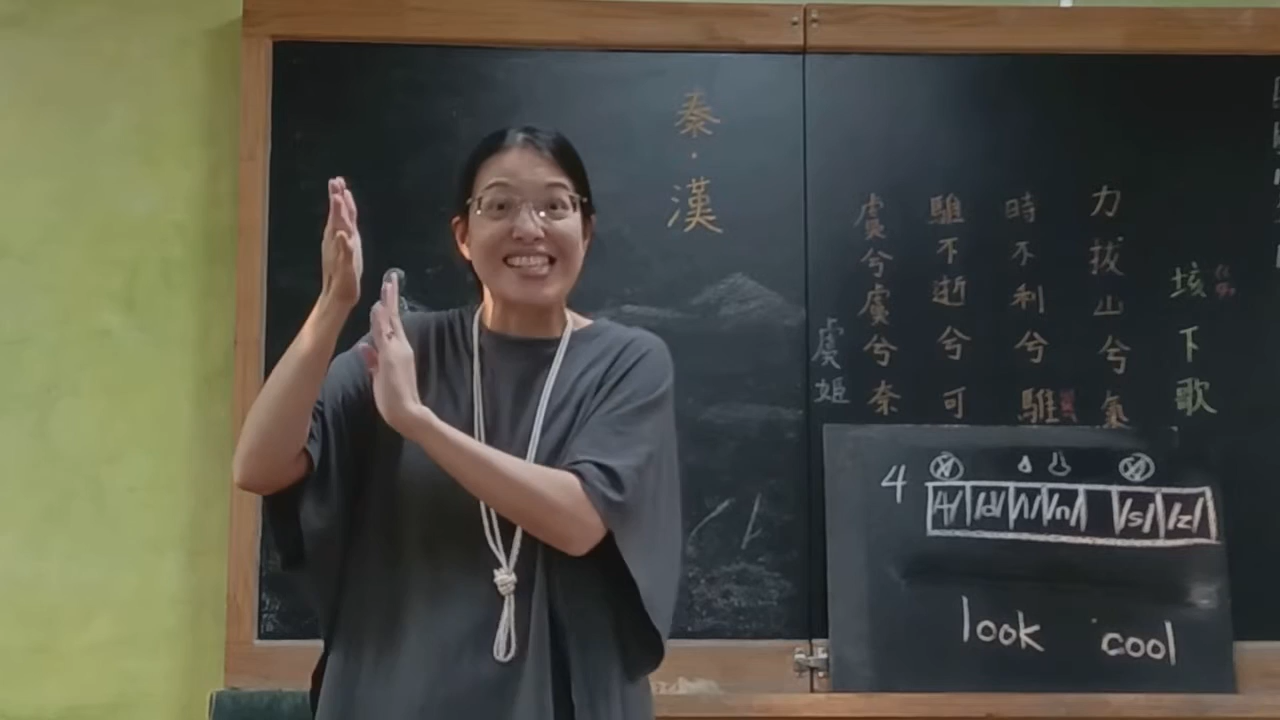 秦・漢
垓下歌
力拔山兮氣
時不利兮騅
騅不逝兮可
虞兮虞兮奈
虞姬
4
/t/ /d/ /l/ /n/ /s/ /z/
look cool